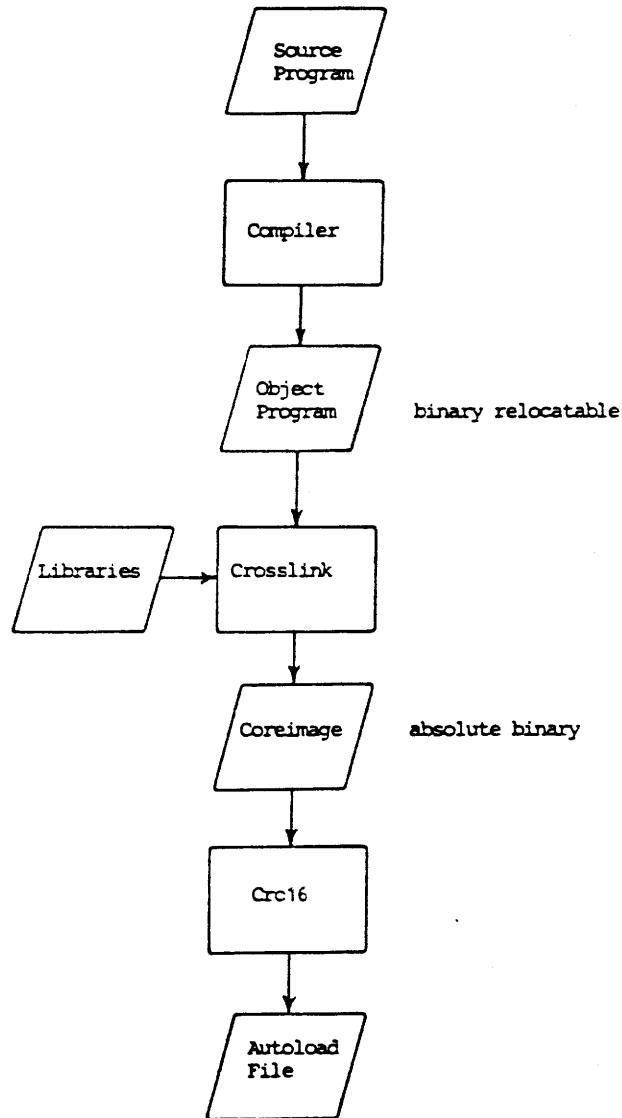 Source
Program
Compiler
Object
Program
binary relocatable
Libraries
Crosslink
Coreimage
absolute binary
Crc16
Autoload
File